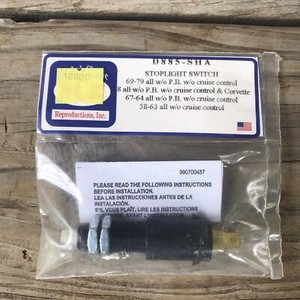 D885-SHA
STOPLIGHT SWITCH
69-79 all w/o P.B. w/o cruise control
8 all w/o P.B. w/o cruise control & Corvette
67-64 all w/o P.B. w/o cruise control
58-63 all w/o cruise control
Reproductions, Inc.
990700487
PLEASE READ THE FOLLOWING INSTRUCTIONS
BEFORE INSTALLATION.
LEA LAS INSTRUCCIONES ANTES DE LA
INSTALACIÓN.
S'IL VOUS PLAÎT, LIRE LES INSTRUCTIONS